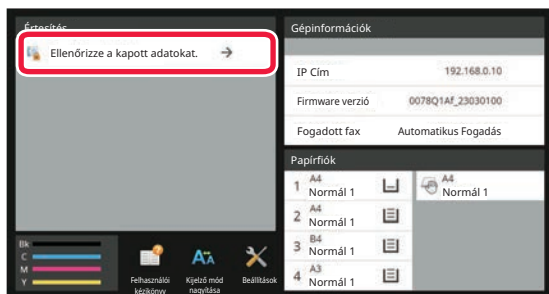 Értesítés
Ellenőrizze a kapott adatokat.
Gépinformációk
IP Cím 192.168.0.10
Firmware verzió 0078Q1Af_23030100
Fogadott fax Automatikus Fogadás
Papírfiók
1 A4 Normál 1
A4 Normál 1
2 A4 Normál 1
3 B4 Normál 1
4 A3 Normál 1
Bk
C
M
Y
Felhasználói kézikönyv
Kijelző mód nagyítása
Beállítások